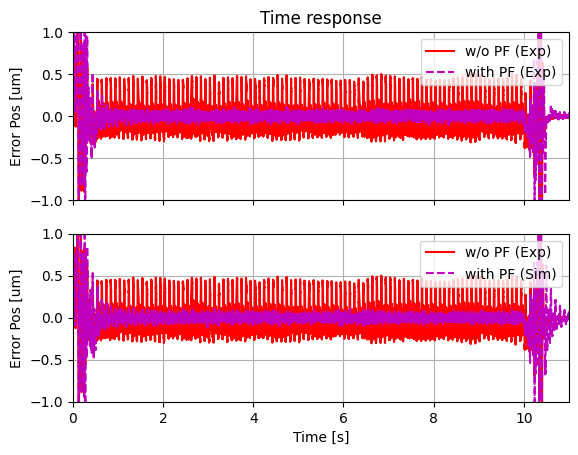 Time response
1.0
0.5
0.0
−0.5
−1.0
Error Pos [um]
w/o PF (Exp)
with PF (Exp)
1.0
0.5
0.0
−0.5
−1.0
Error Pos [um]
w/o PF (Exp)
with PF (Sim)
0 2 4 6 8 10
Time [s]